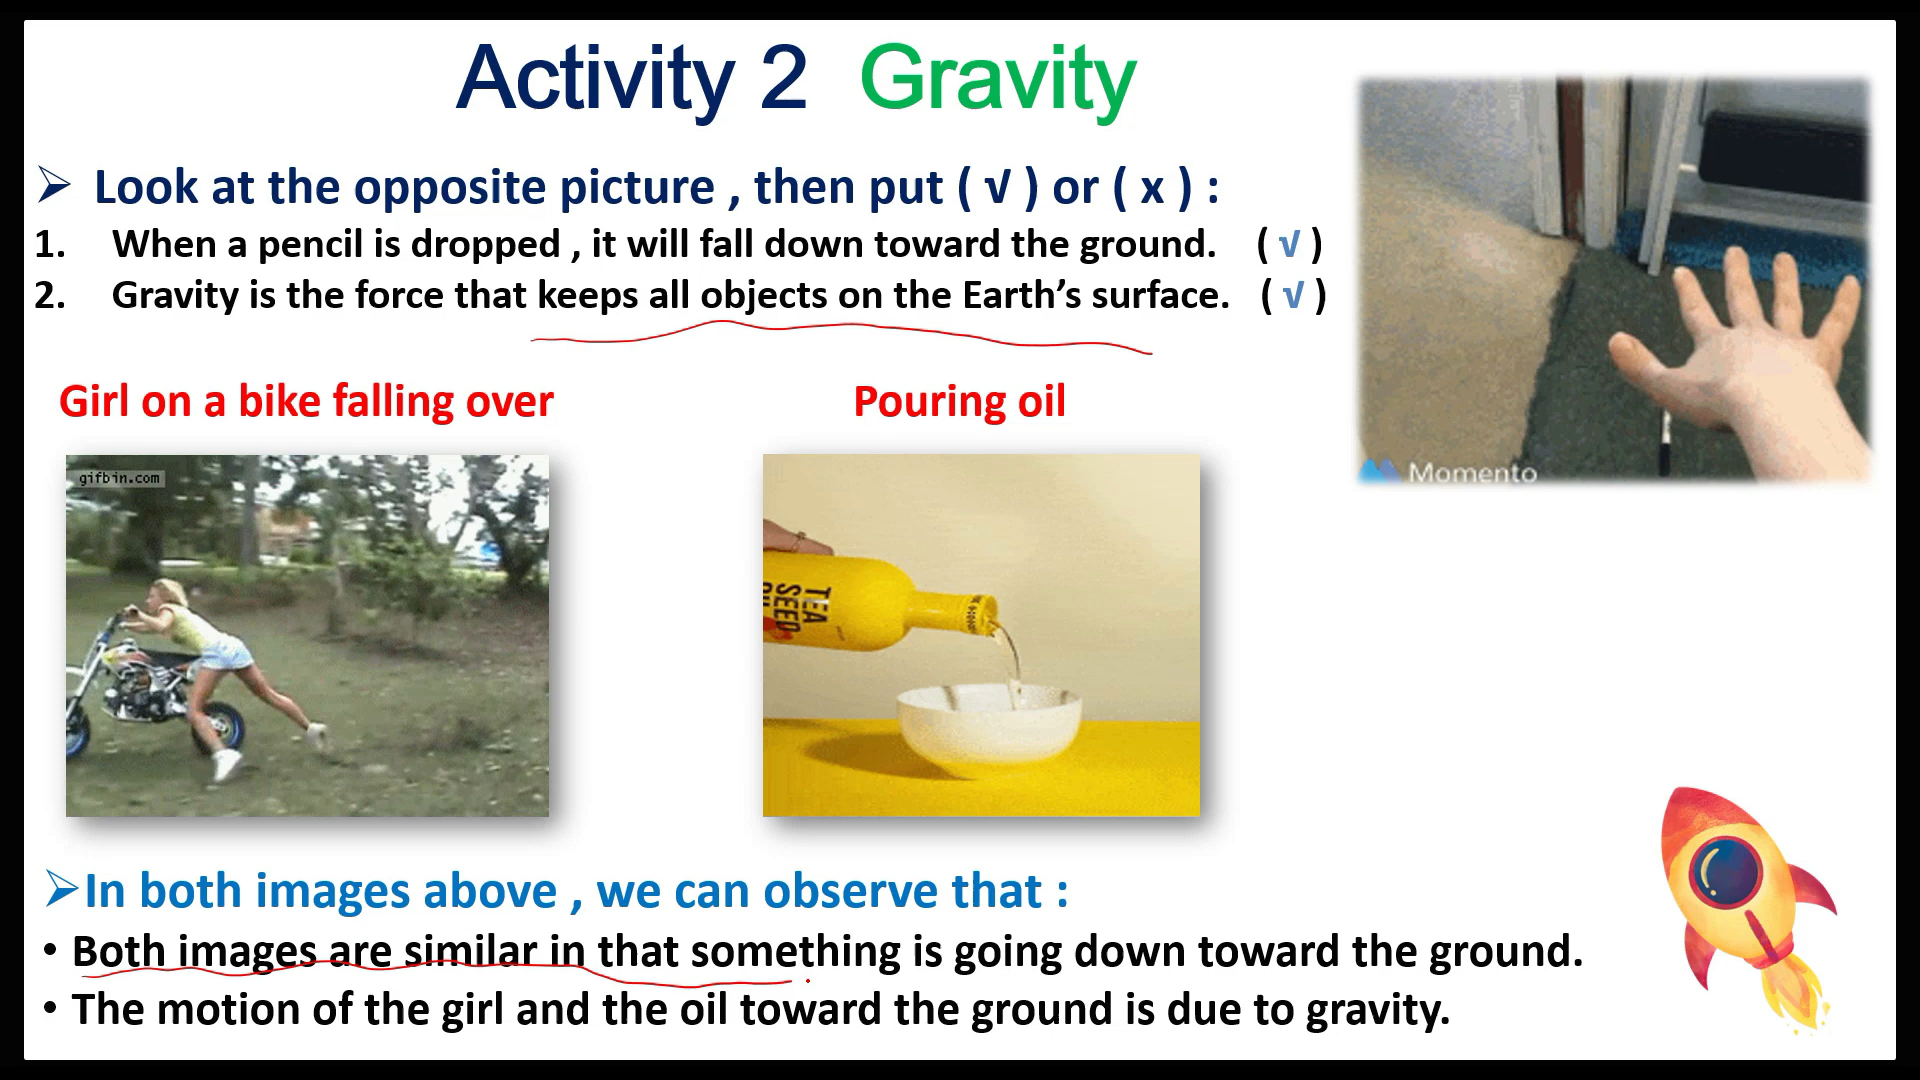 Activity 2 Gravity
➢ Look at the opposite picture , then put ( √ ) or ( x ) :
1. When a pencil is dropped , it will fall down toward the ground. ( √ )
2. Gravity is the force that keeps all objects on the Earth’s surface. ( √ )
Momento
Girl on a bike falling over
Pouring oil
gifbin.com
TEA
SEED
➢In both images above , we can observe that :
• Both images are similar in that something is going down toward the ground.
• The motion of the girl and the oil toward the ground is due to gravity.